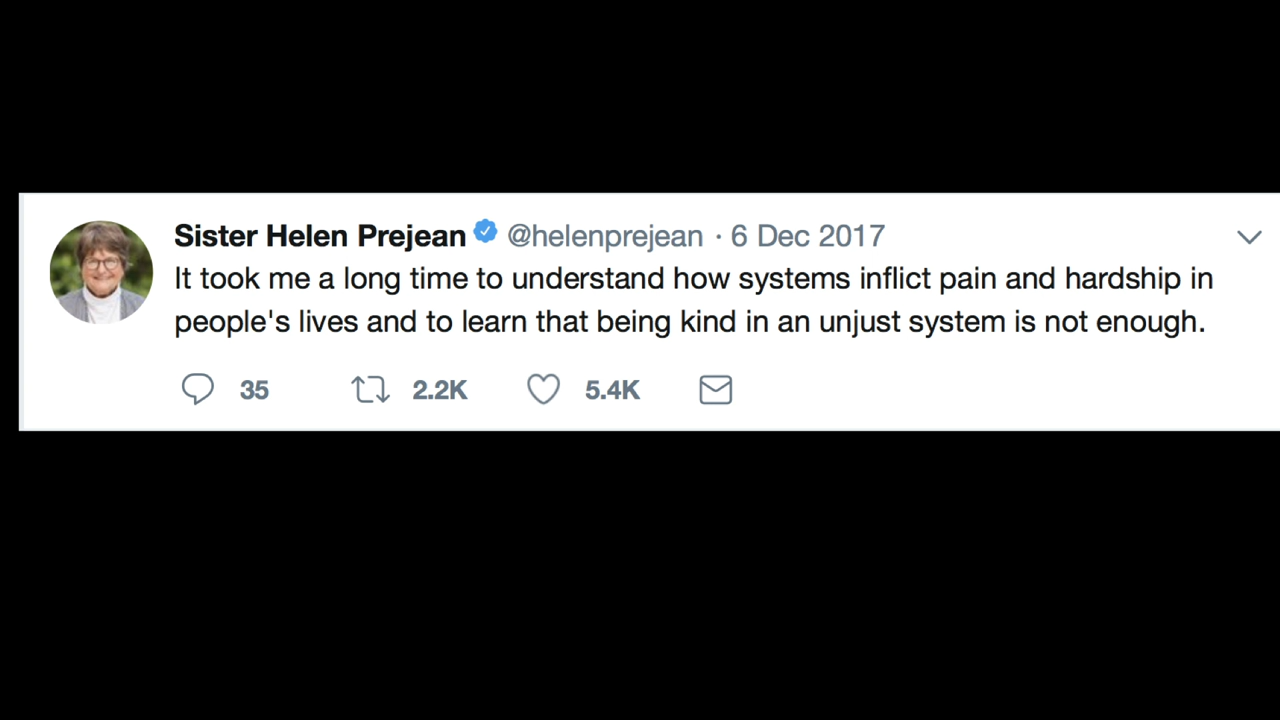 Sister Helen Prejean @helenprejean · 6 Dec 2017
It took me a long time to understand how systems inflict pain and hardship in
people's lives and to learn that being kind in an unjust system is not enough.
35 2.2K 5.4K